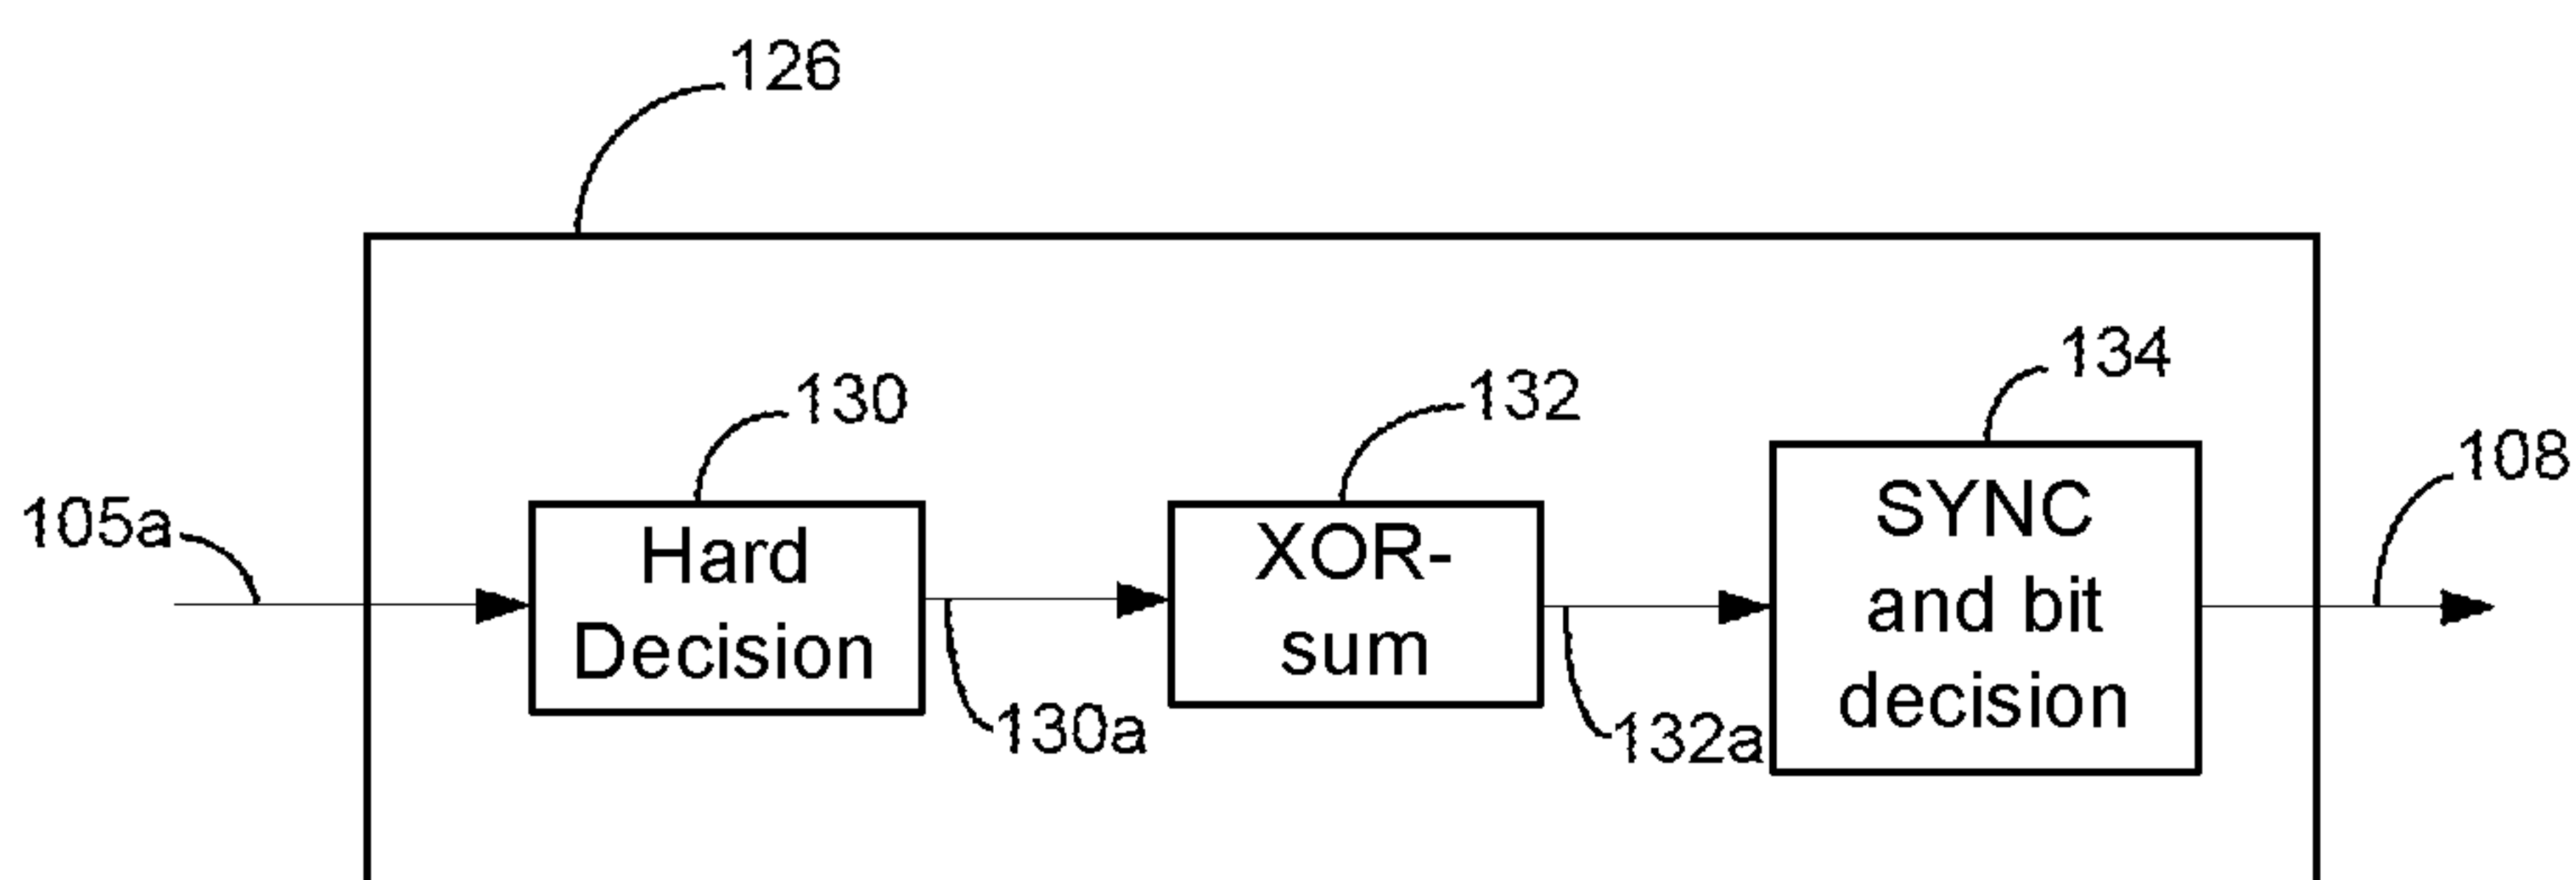 126
130
132
134
108
105a
Hard
Decision
XOR-
sum
SYNC
and bit
decision
130a
132a